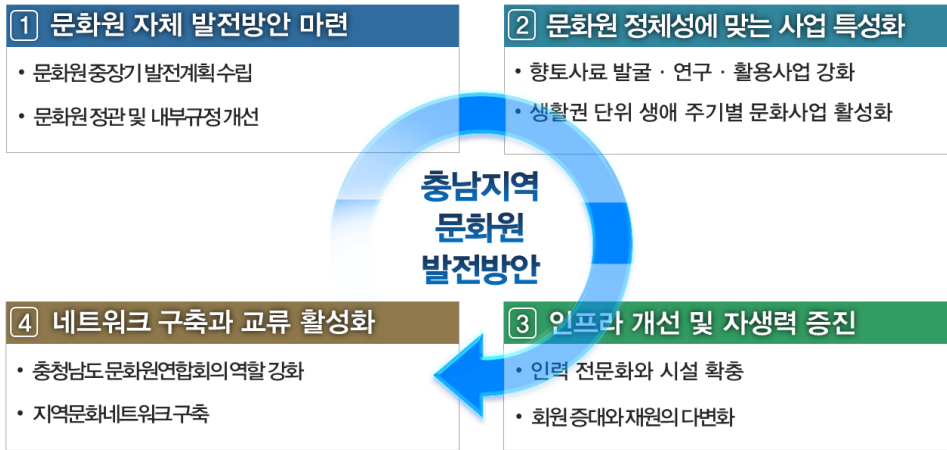 1 문화원 자체 발전방안 마련
• 문화원 중장기 발전계획 수립
• 문화원 정관 및 내부규정 개선
2 문화원 정체성에 맞는 사업 특성화
• 향토사료 발굴 · 연구 · 활용사업 강화
• 생활권 단위 생애 주기별 문화사업 활성화
충남지역
문화원
발전방안
3 인프라 개선 및 자생력 증진
• 인력 전문화와 시설 확충
• 회원 증대와 재원의 다변화
4 네트워크 구축과 교류 활성화
• 충청남도 문화원연합회의 역할 강화
• 지역문화네트워크 구축